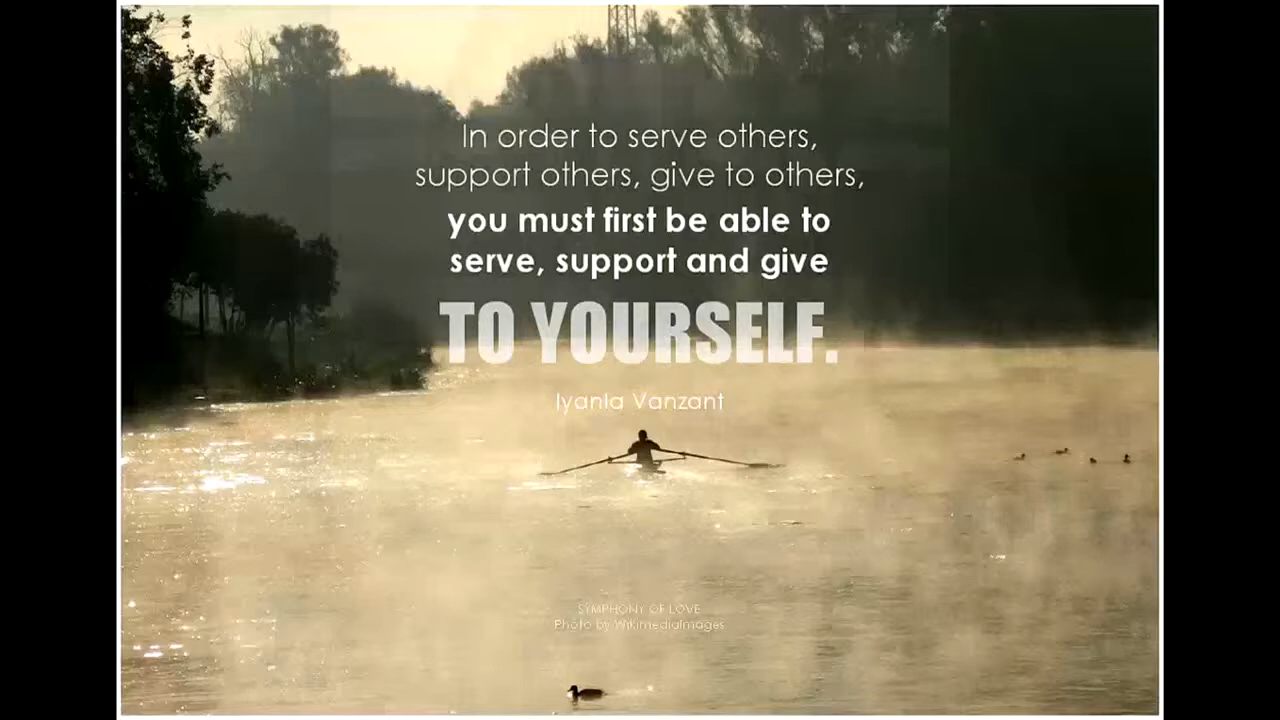 In order to serve others,
support others, give to others,
you must first be able to
serve, support and give
TO YOURSELF.
Iyanla Vanzant
SYMPHONY OF LOVE
Photo by WikimediaImages